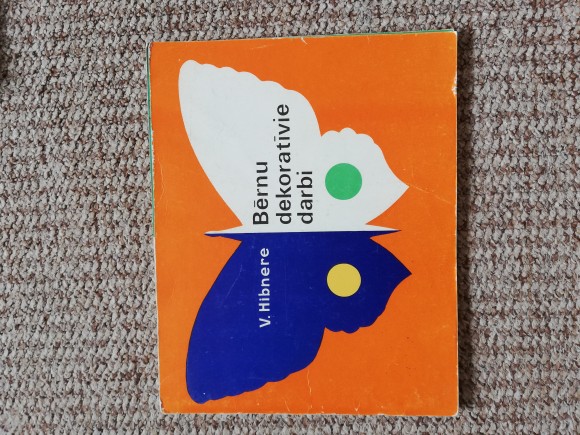 V. Hibnere
Bērnu
dekoratīvie
darbi